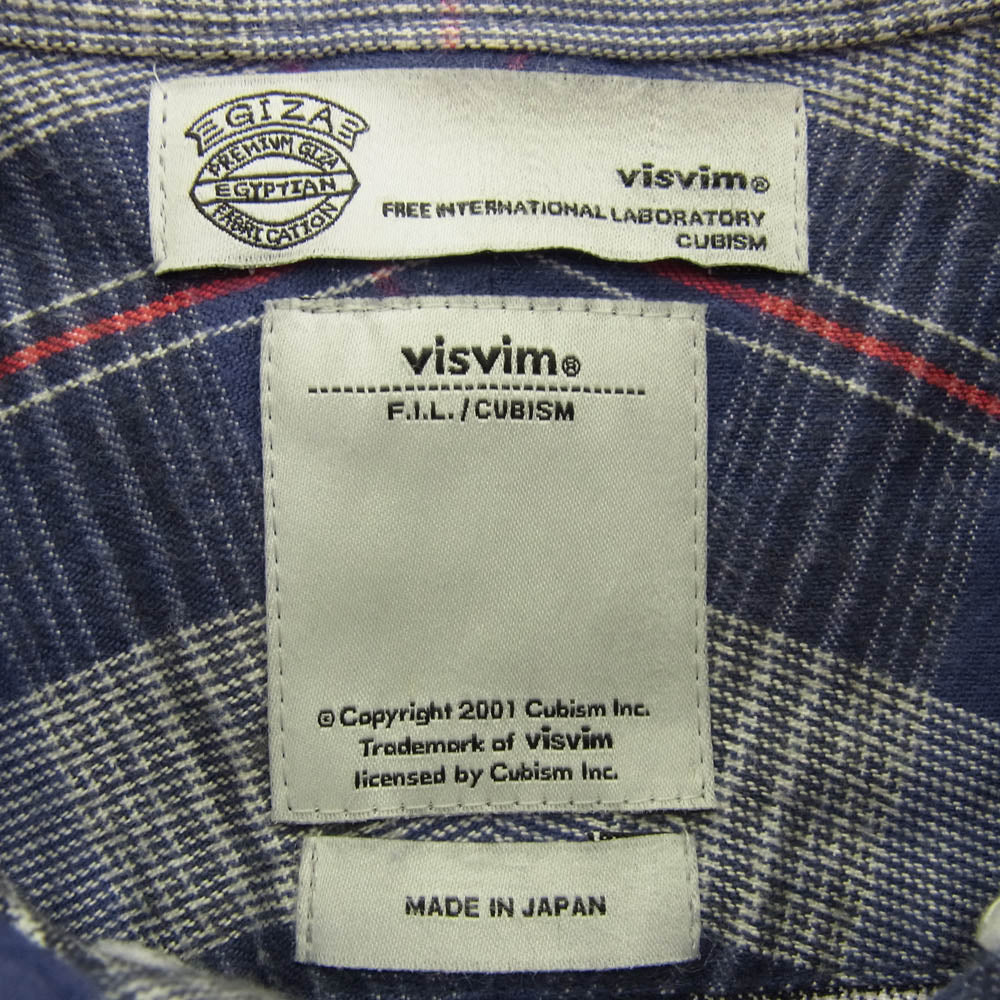 GIZA
PREMIUM GIZA
EGYPTIAN
FABRICATION
visvim®
FREE INTERNATIONAL LABORATORY
CUBISM
visvim®
F.I.L./CUBISM
© Copyright 2001 Cubism Inc.
Trademark of visvim
licensed by Cubism Inc.
MADE IN JAPAN